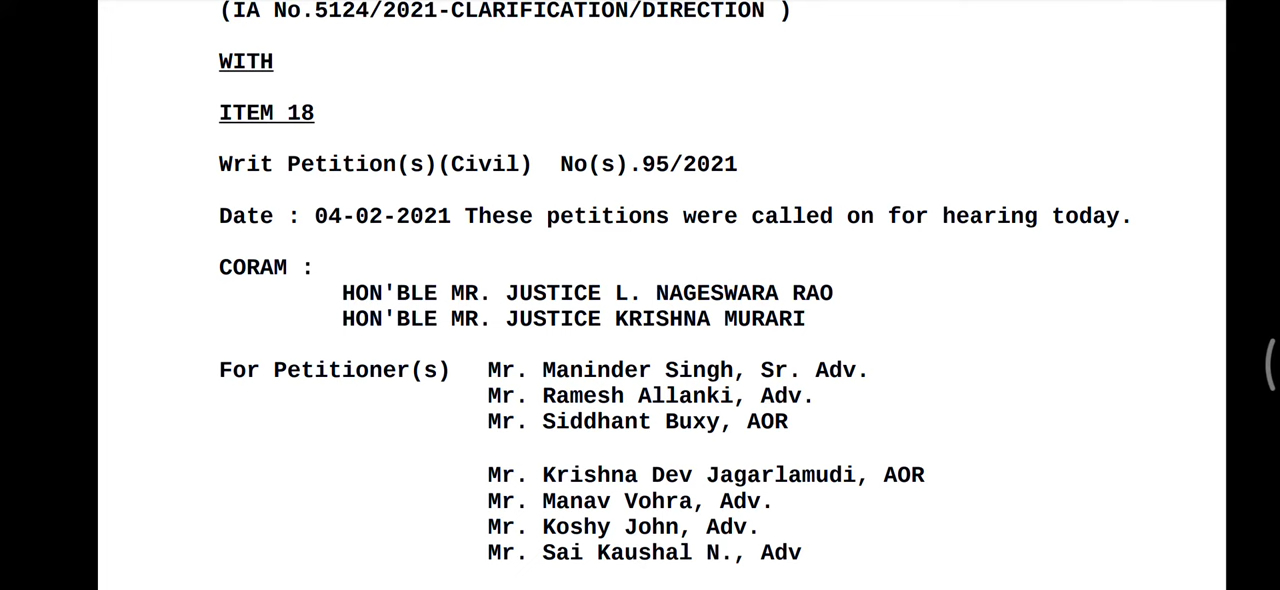 (IA No.5124/2021-CLARIFICATION/DIRECTION )
WITH
ITEM 18
Writ Petition(s)(Civil)  No(s).95/2021
Date : 04-02-2021 These petitions were called on for hearing today.
CORAM :
HON'BLE MR. JUSTICE L. NAGESWARA RAO
HON'BLE MR. JUSTICE KRISHNA MURARI
For Petitioner(s)  Mr. Maninder Singh, Sr. Adv.
Mr. Ramesh Allanki, Adv.
Mr. Siddhant Buxy, AOR
Mr. Krishna Dev Jagarlamudi, AOR
Mr. Manav Vohra, Adv.
Mr. Koshy John, Adv.
Mr. Sai Kaushal N., Adv